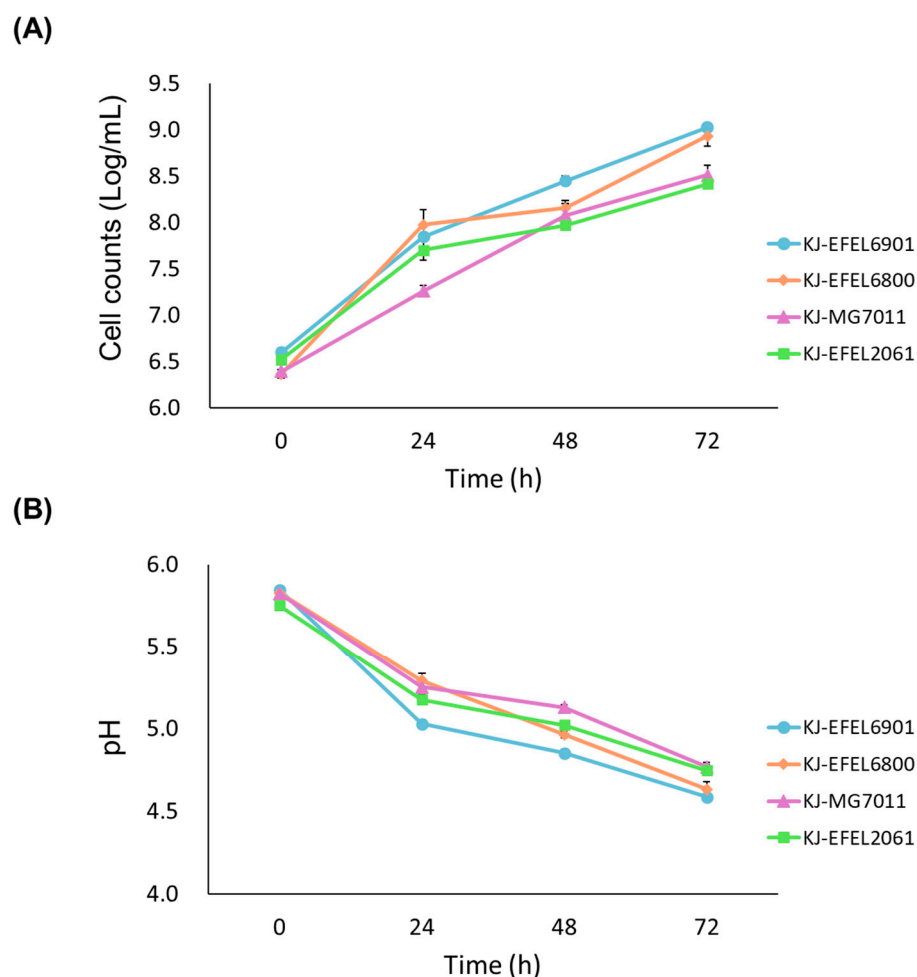 (A)
Cell counts (Log/mL)
9.5
9.0
8.5
8.0
7.5
7.0
6.5
6.0
0 24 48 72
Time (h)
KJ-EFEL6901
KJ-EFEL6800
KJ-MG7011
KJ-EFEL2061
(B)
pH
6.0
5.5
5.0
4.5
4.0
0 24 48 72
Time (h)
KJ-EFEL6901
KJ-EFEL6800
KJ-MG7011
KJ-EFEL2061